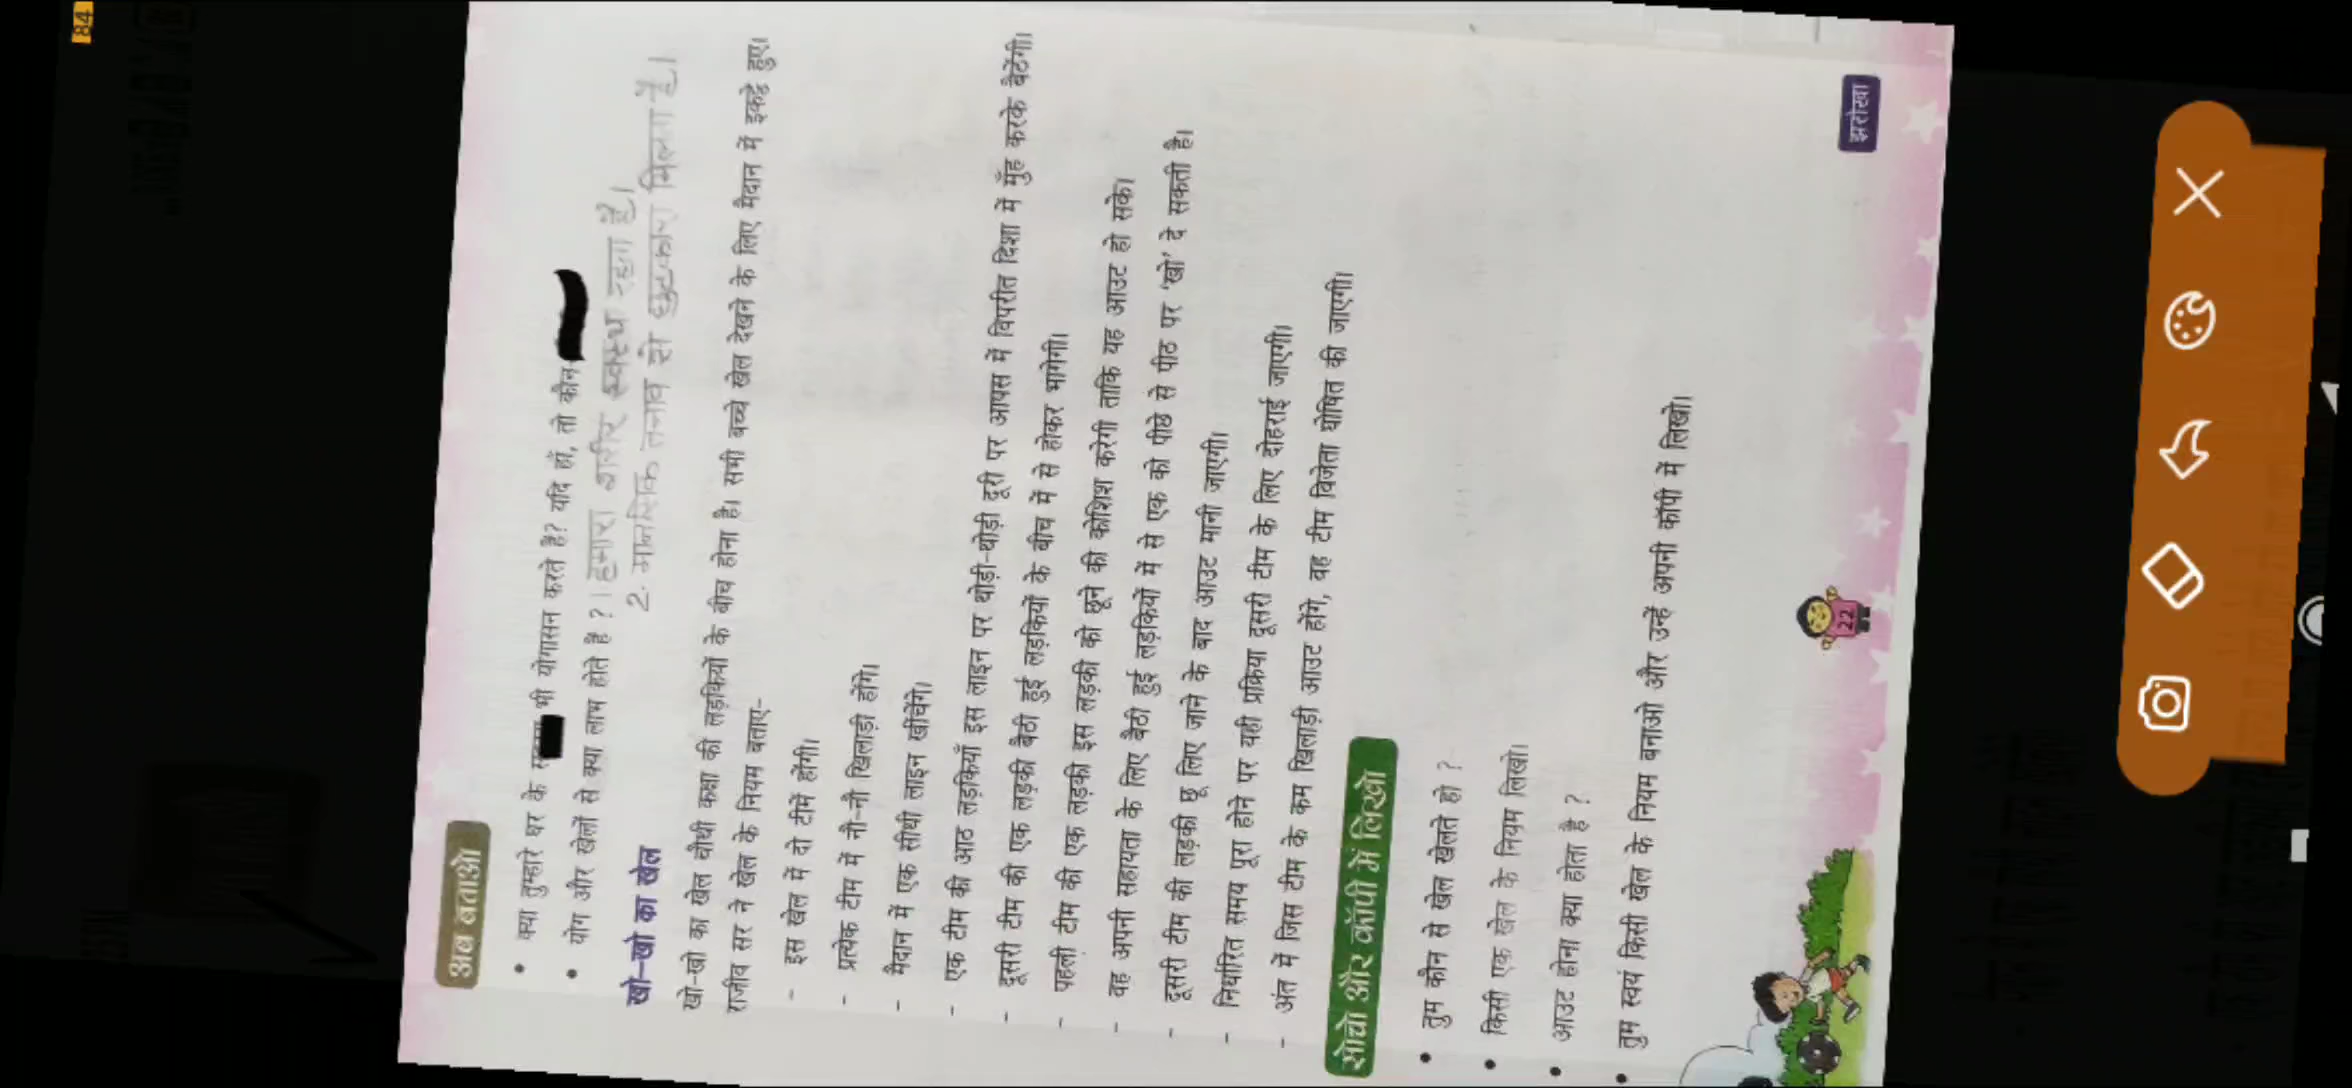 84
अब बताओ
• क्या तुम्हारे घर के भी योगासन करते हैं? यदि हाँ, तो कौन
• योग और खेलों से क्या लाभ होते हैं ? । हमारा शरीर स्वस्थ रहता है।
2. मानसिक तनाव से छुटकारा मिलता है।
खो-खो का खेल
खो-खो का खेल चौथी कक्षा की लड़कियों के बीच होना है। सभी बच्चे खेल देखने के लिए मैदान में इकट्ठे हुए।
राजीव सर ने खेल के नियम बताए-
- इस खेल में दो टीमें होंगी।
- प्रत्येक टीम में नौ-नौ खिलाड़ी होंगे।
- मैदान में एक सीधी लाइन खींचेंगे।
- एक टीम की आठ लड़कियाँ इस लाइन पर थोड़ी-थोड़ी दूरी पर आपस में विपरीत दिशा में मुँह करके बैठेंगी।
- दूसरी टीम की एक लड़की बैठी हुई लड़कियों के बीच में से होकर भागेगी।
- पहली टीम की एक लड़की इस लड़की को छूने की कोशिश करेगी ताकि यह आउट हो सके।
- वह अपनी सहायता के लिए बैठी हुई लड़कियों में से एक को पीछे से पीठ पर 'खो' दे सकती है।
- दूसरी टीम की लड़की छू लिए जाने के बाद आउट मानी जाएगी।
- निर्धारित समय पूरा होने पर यही प्रक्रिया दूसरी टीम के लिए दोहराई जाएगी।
- अंत में जिस टीम के कम खिलाड़ी आउट होंगे, वह टीम विजेता घोषित की जाएगी।
सोचो और कॉपी में लिखो
• तुम कौन से खेल खेलते हो ?
• किसी एक खेल के नियम लिखो।
• आउट होना क्या होता है ?
• तुम स्वयं किसी खेल के नियम बनाओ और उन्हें अपनी कॉपी में लिखो।
22
झरोखा